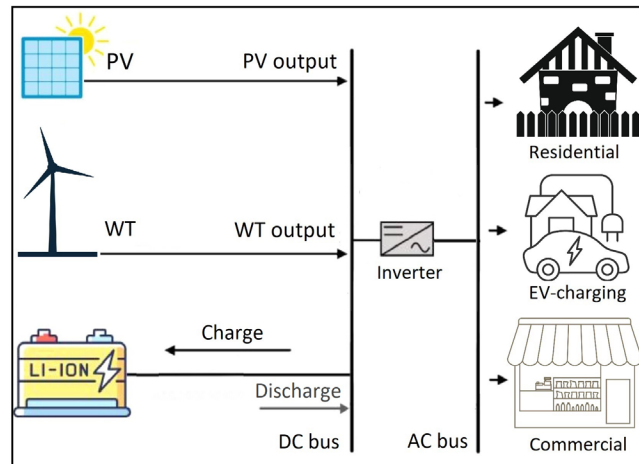 PV
PV output
Residential
WT
WT output
Inverter
EV-charging
Charge
LI-ION
Discharge
DC bus
AC bus
Commercial